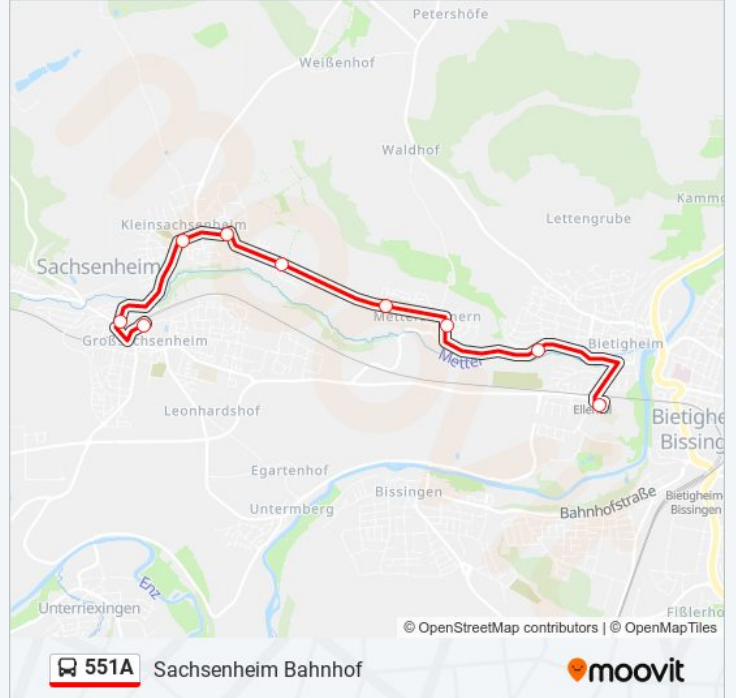 Petershöfe
Weißenhof
Waldhof
Kleinsachsenheim
Lettengrube
Sachsenheim
Großsachsenheim
Metter
Bietigheim
Leonhardshof
Egartenhof
Bissingen
Bahnhofstraße
Bietigheim
Bissingen
Untermberg
Enz
Unterriexingen
© OpenStreetMap contributors | © OpenMapTiles
551A Sachsenheim Bahnhof
moovit